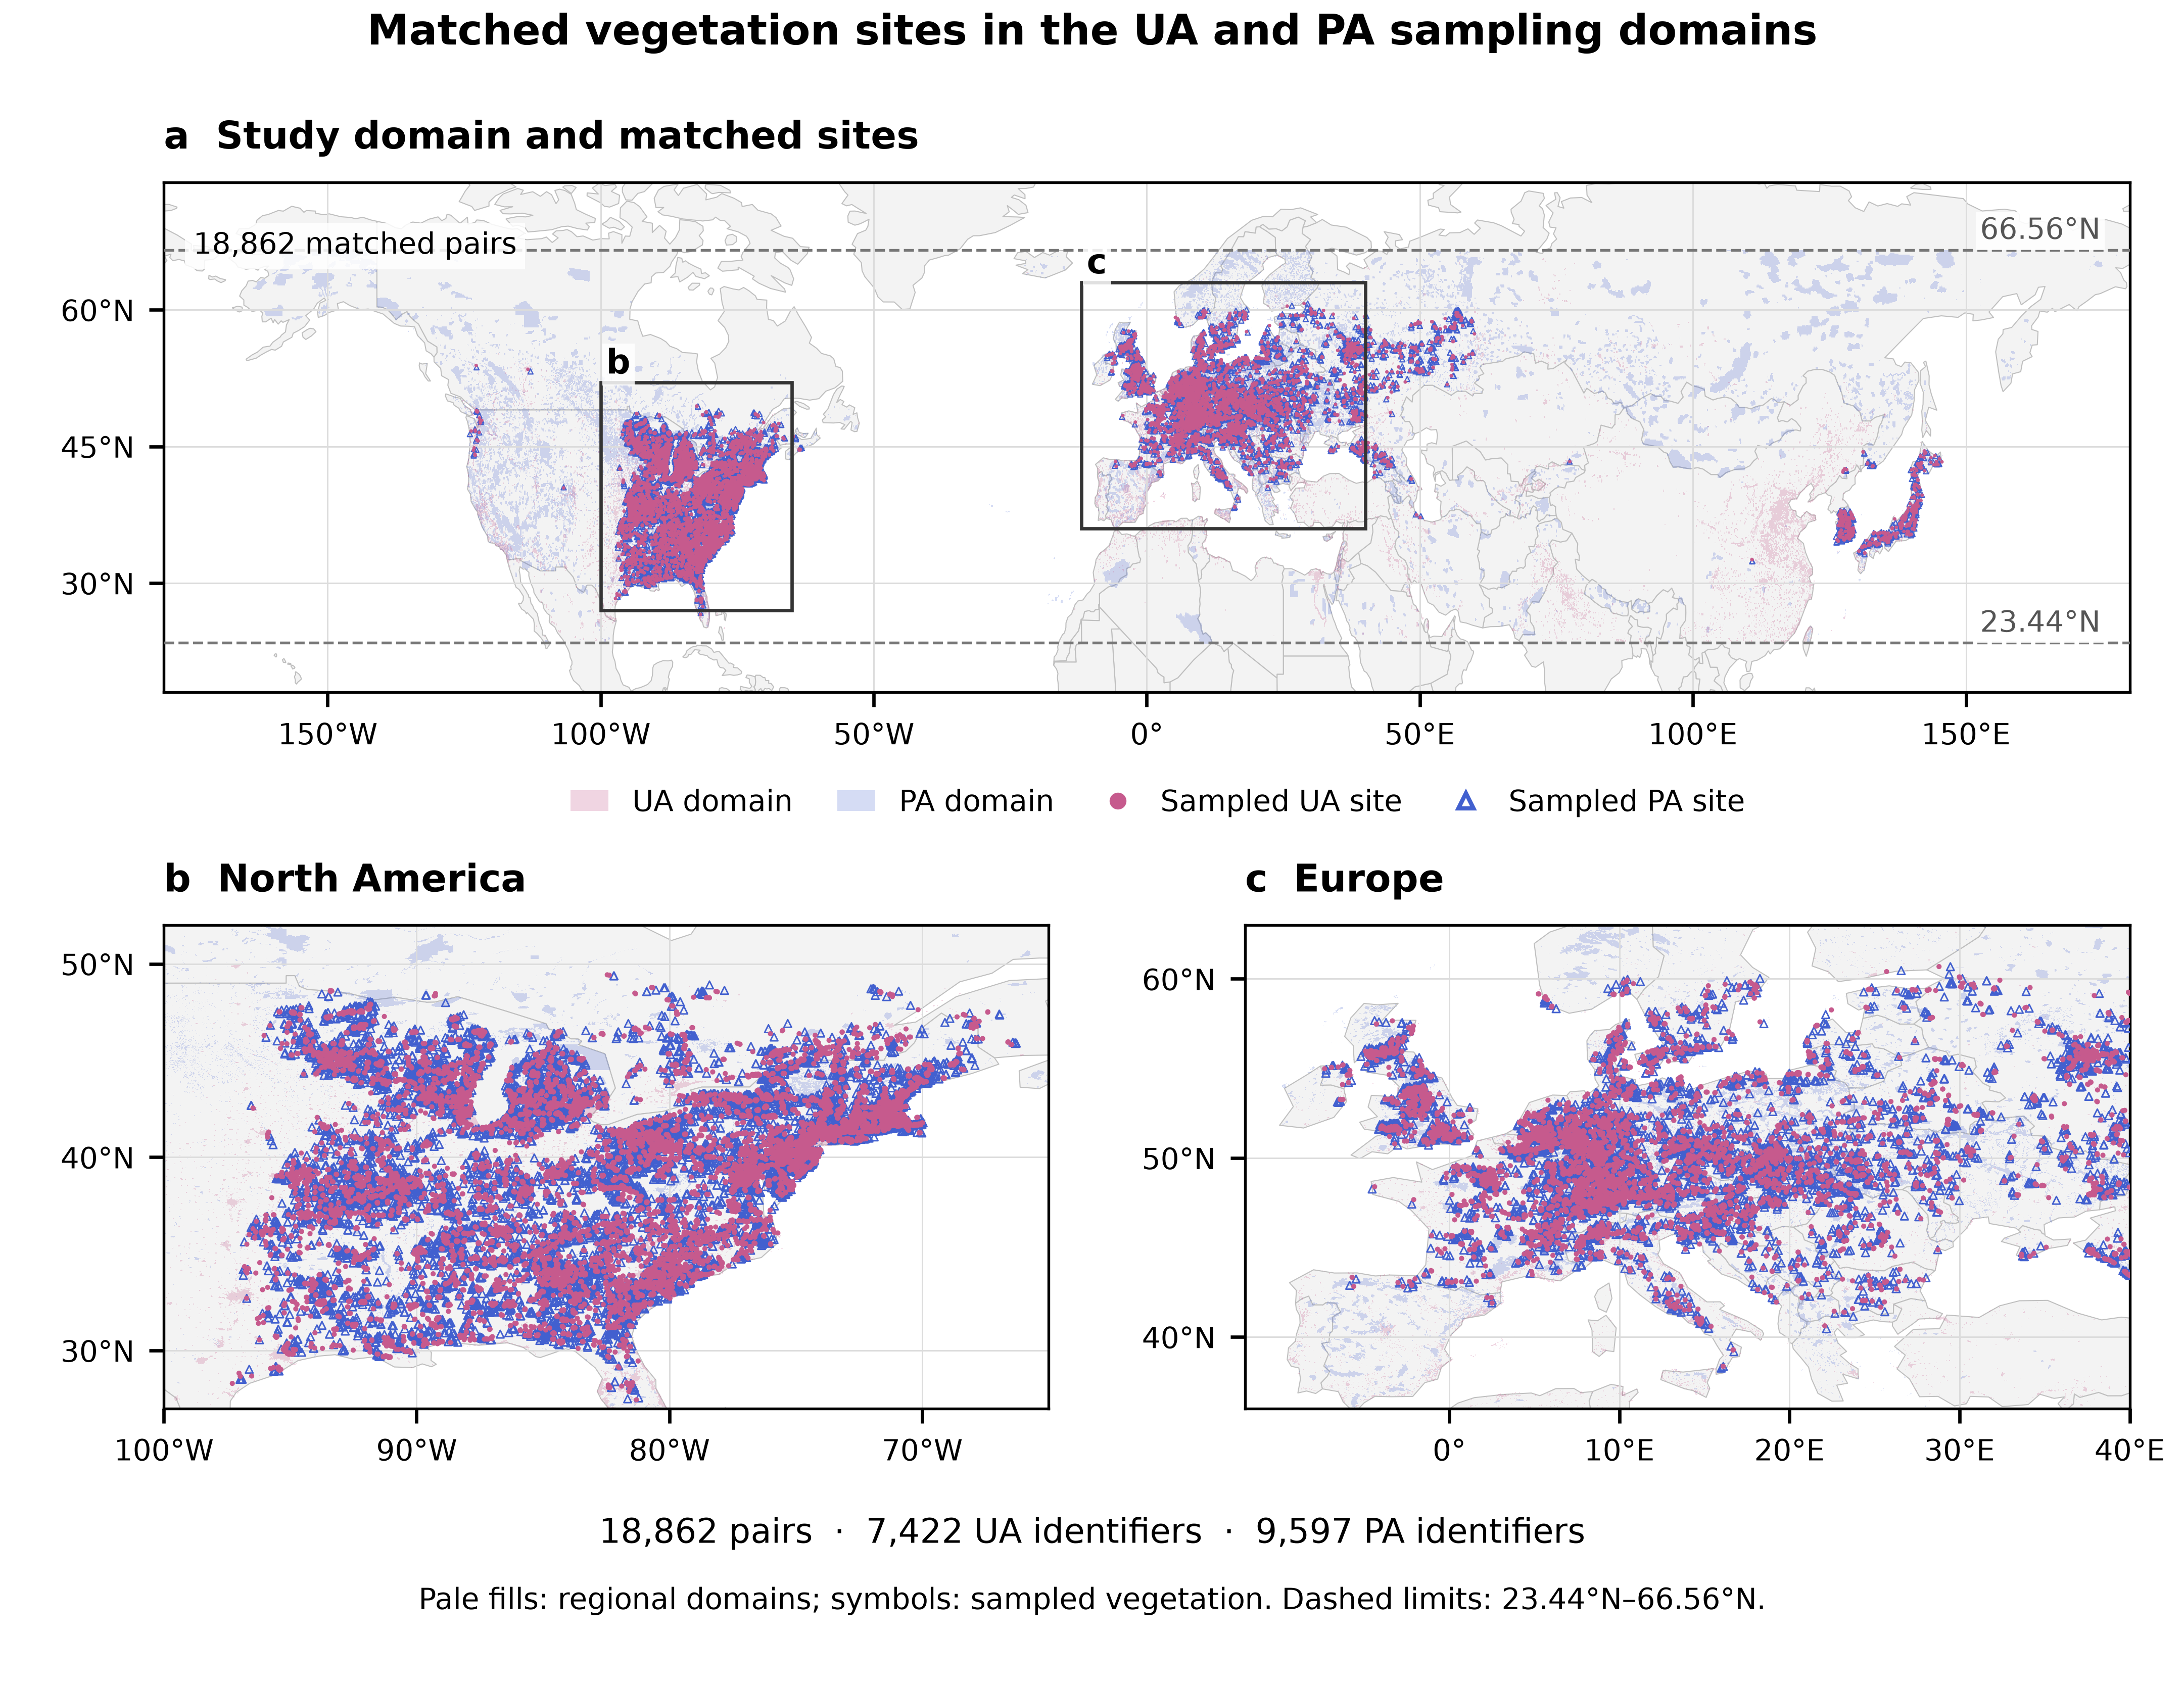 Matched vegetation sites in the UA and PA sampling domains
a Study domain and matched sites
18,862 matched pairs
66.56°N
c
b
23.44°N
60°N
45°N
30°N
150°W 100°W 50°W 0° 50°E 100°E 150°E
UA domain PA domain Sampled UA site Sampled PA site
b North America
50°N
40°N
30°N
100°W 90°W 80°W 70°W
c Europe
60°N
50°N
40°N
0° 10°E 20°E 30°E 40°E
18,862 pairs · 7,422 UA identifiers · 9,597 PA identifiers
Pale fills: regional domains; symbols: sampled vegetation. Dashed limits: 23.44°N–66.56°N.